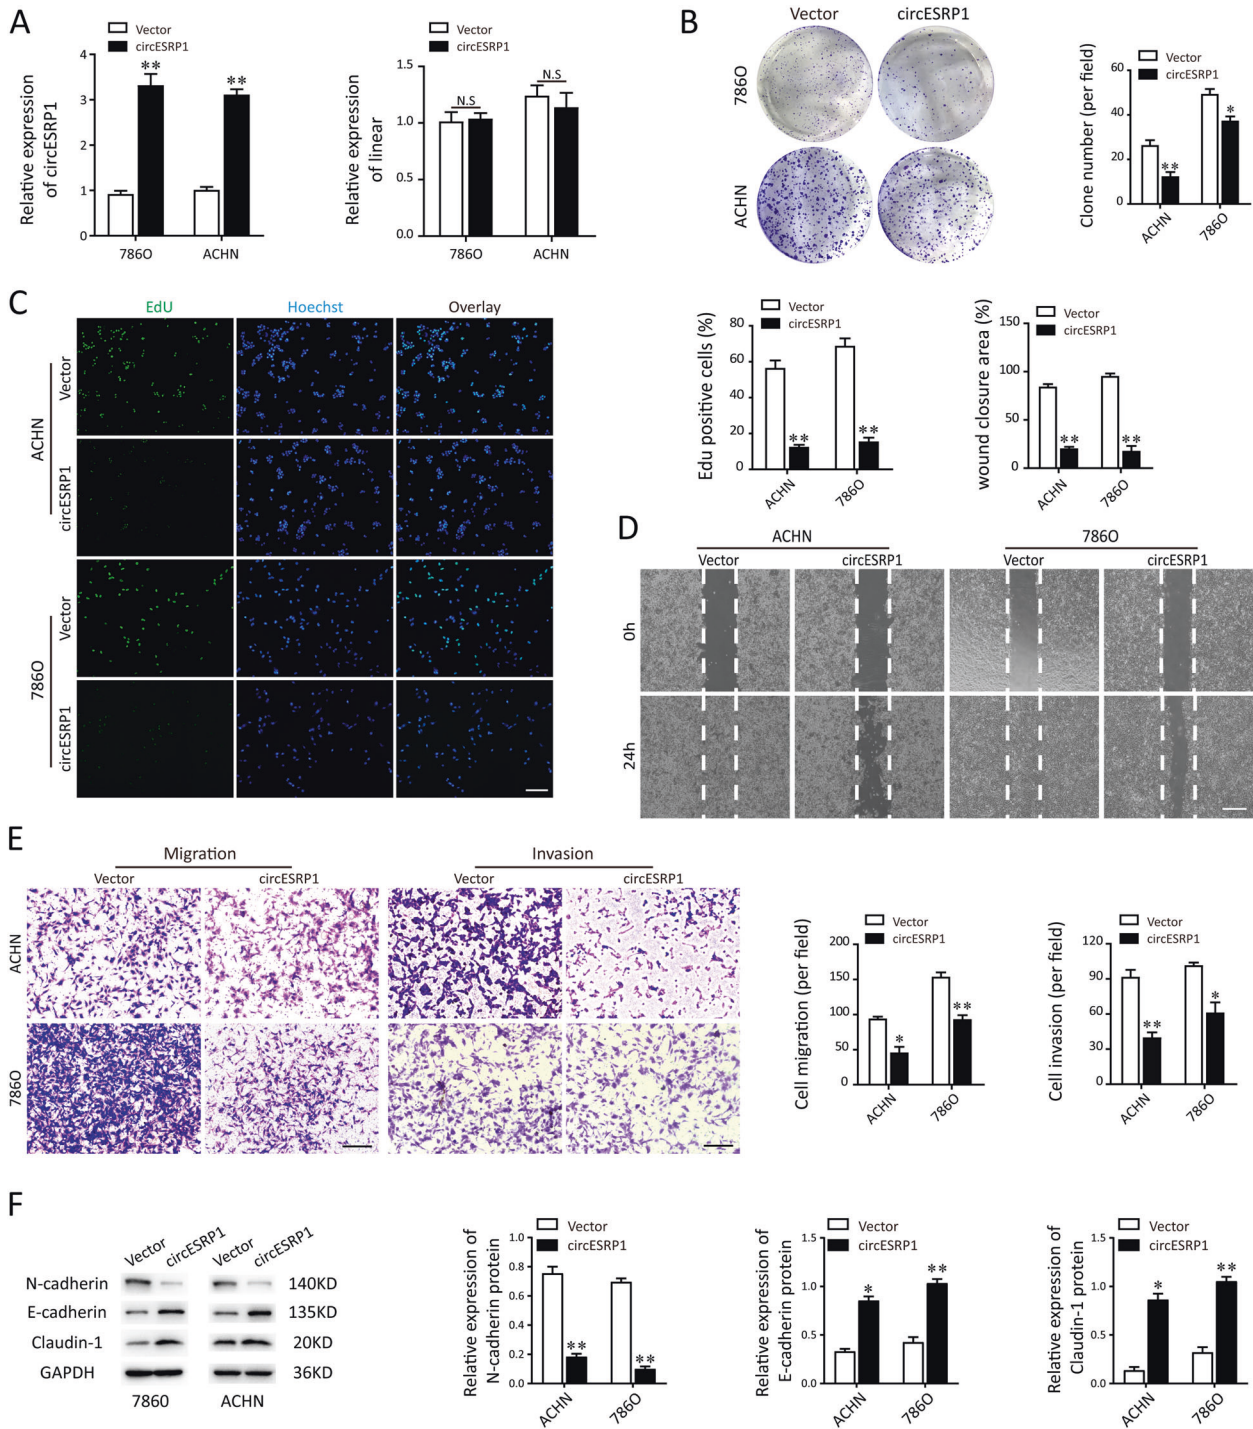 A
Vector
circESRP1
Relative expression
of circESRP1
4
3
2
1
0
**
**
786O
ACHN
Vector
circESRP1
Relative expression
of linear
1.5
1.0
0.5
0.0
N.S
N.S
786O
ACHN
B
Vector
circESRP1
786O
ACHN
Vector
circESRP1
Clone number (per field)
60
40
20
0
**
*
ACHN
786O
C
EdU
Hoechst
Overlay
ACHN
Vector
circESRP1
786O
Vector
circESRP1
Vector
circESRP1
Edu positive cells (%)
80
60
40
20
0
**
**
ACHN
786O
Vector
circESRP1
wound closure area (%)
150
100
50
0
**
**
ACHN
786O
D
ACHN
786O
Vector
circESRP1
Vector
circESRP1
0h
24h
E
Migration
Invasion
Vector
circESRP1
Vector
circESRP1
ACHN
786O
Vector
circESRP1
Cell migration (per field)
200
150
100
50
0
*
**
ACHN
786O
Vector
circESRP1
Cell invasion (per field)
120
90
60
30
0
**
*
ACHN
786O
F
Vector
circESRP1
Vector
circESRP1
N-cadherin
140KD
E-cadherin
135KD
Claudin-1
20KD
GAPDH
36KD
786O
ACHN
Vector
circESRP1
Relative expression of
N-cadherin protein
1.0
0.8
0.6
0.4
0.2
0.0
**
**
ACHN
786O
Vector
circESRP1
Relative expression of
E-cadherin protein
1.5
1.0
0.5
0.0
*
**
ACHN
786O
Vector
circESRP1
Relative expression of
Claudin-1 protein
1.5
1.0
0.5
0.0
*
**
ACHN
786O